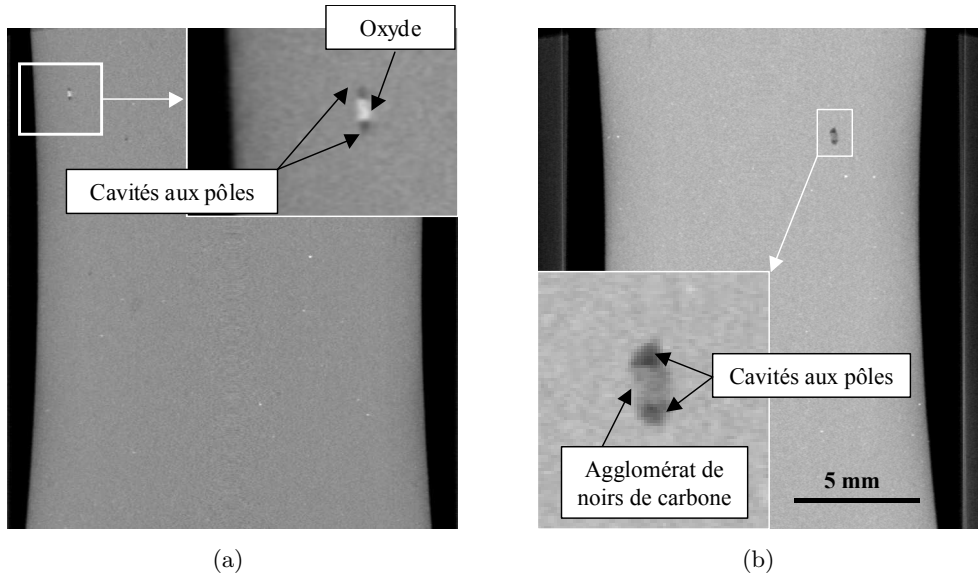 Oxyde
Cavités aux pôles
Cavités aux pôles
Agglomérat de
noirs de carbone
5 mm
(a)
(b)